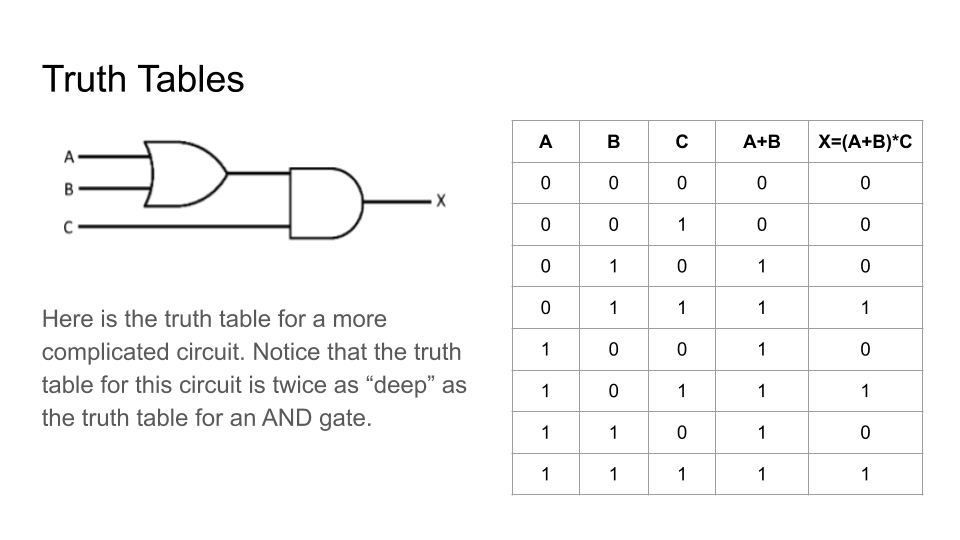 Truth Tables
A
B
C
X
Here is the truth table for a more
complicated circuit. Notice that the truth
table for this circuit is twice as “deep” as
the truth table for an AND gate.
A B C A+B X=(A+B)*C
0 0 0 0 0
0 0 1 0 0
0 1 0 1 0
0 1 1 1 1
1 0 0 1 0
1 0 1 1 1
1 1 0 1 0
1 1 1 1 1